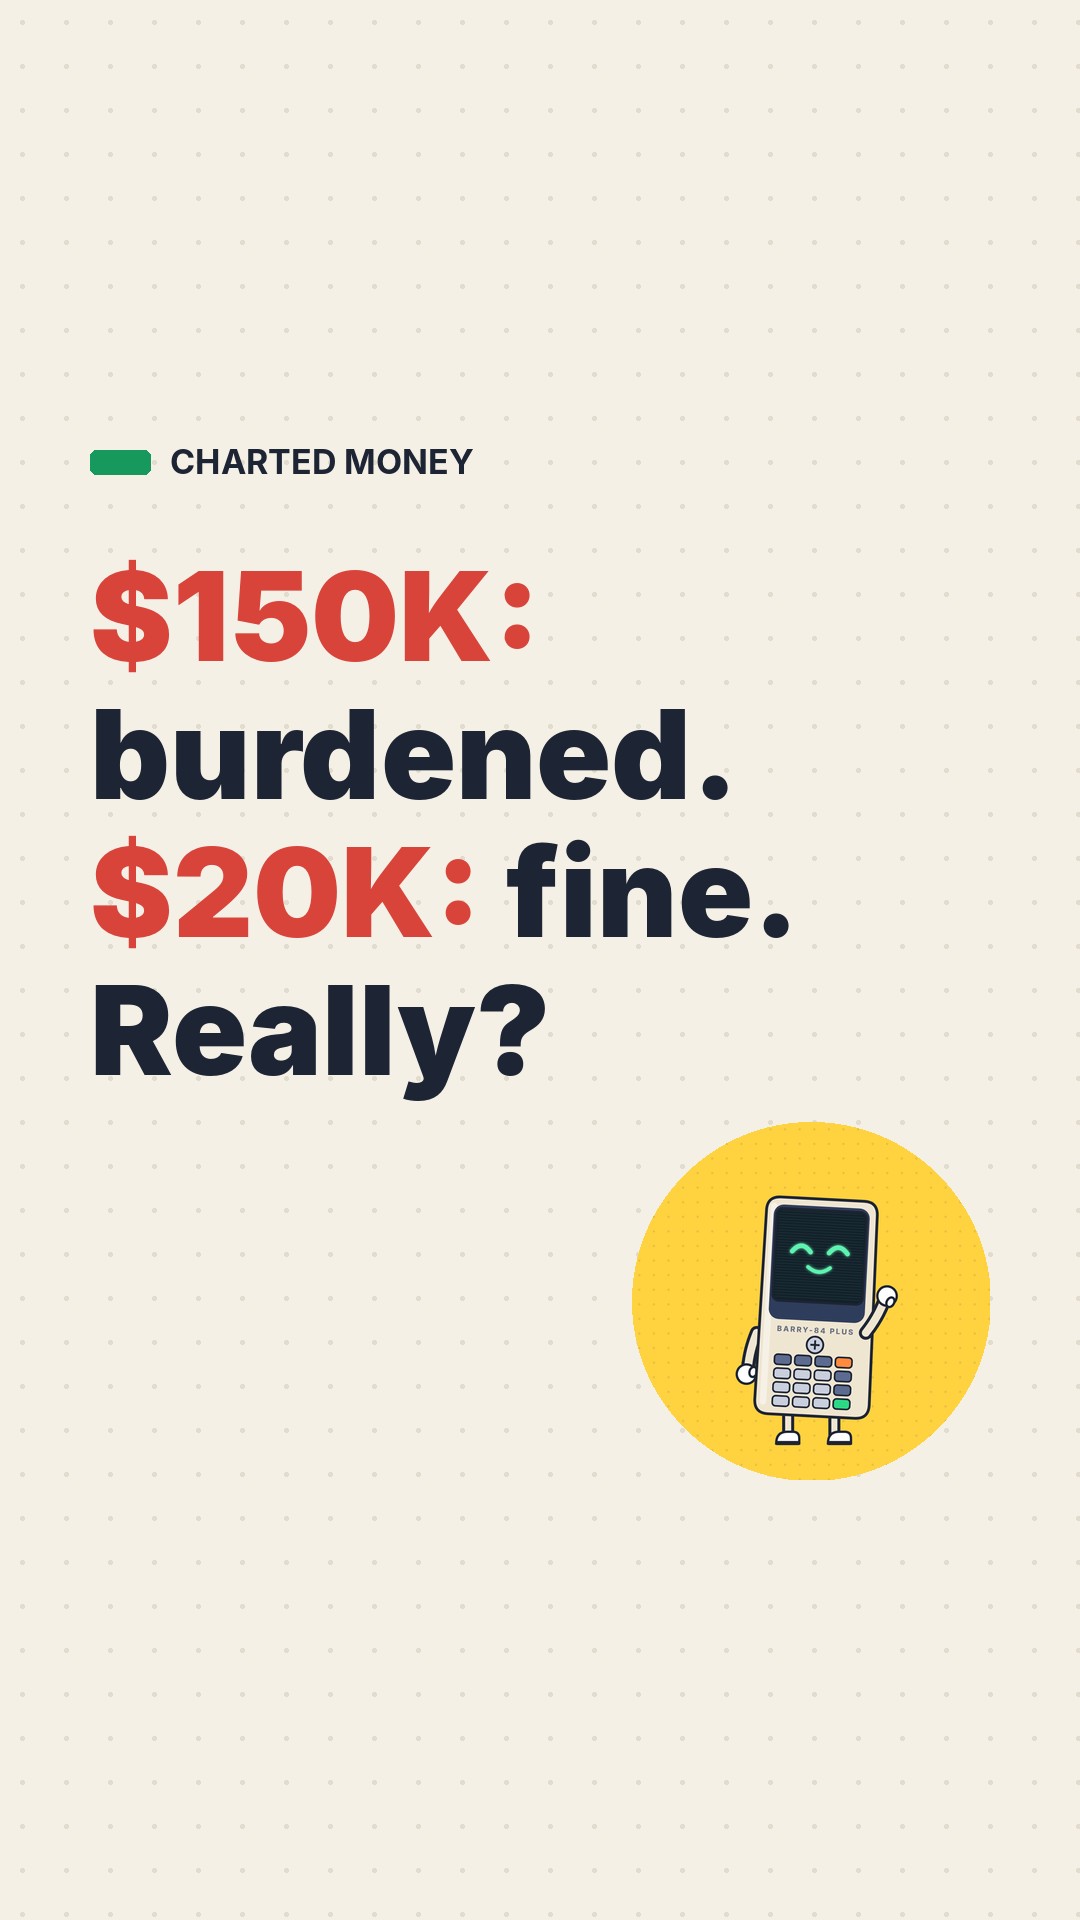 CHARTED MONEY
$150K:
burdened.
$20K: fine.
Really?
BARRY-84 PLUS